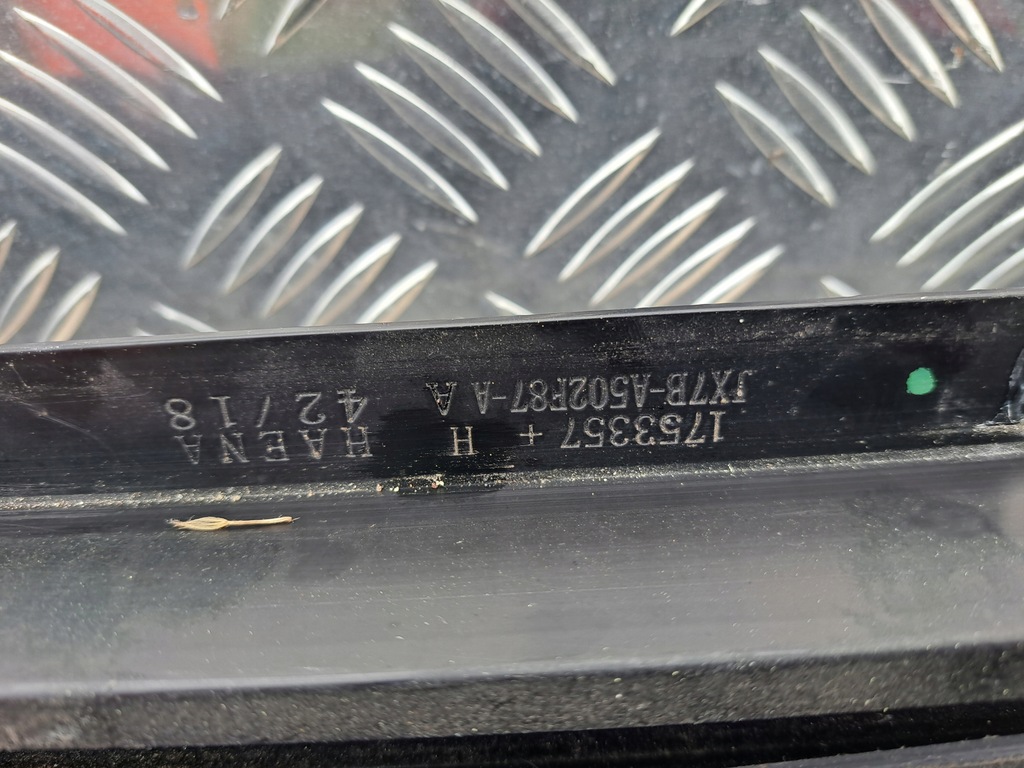 1753357 + H HAENA
JX7B-A502F87-A A 42/18